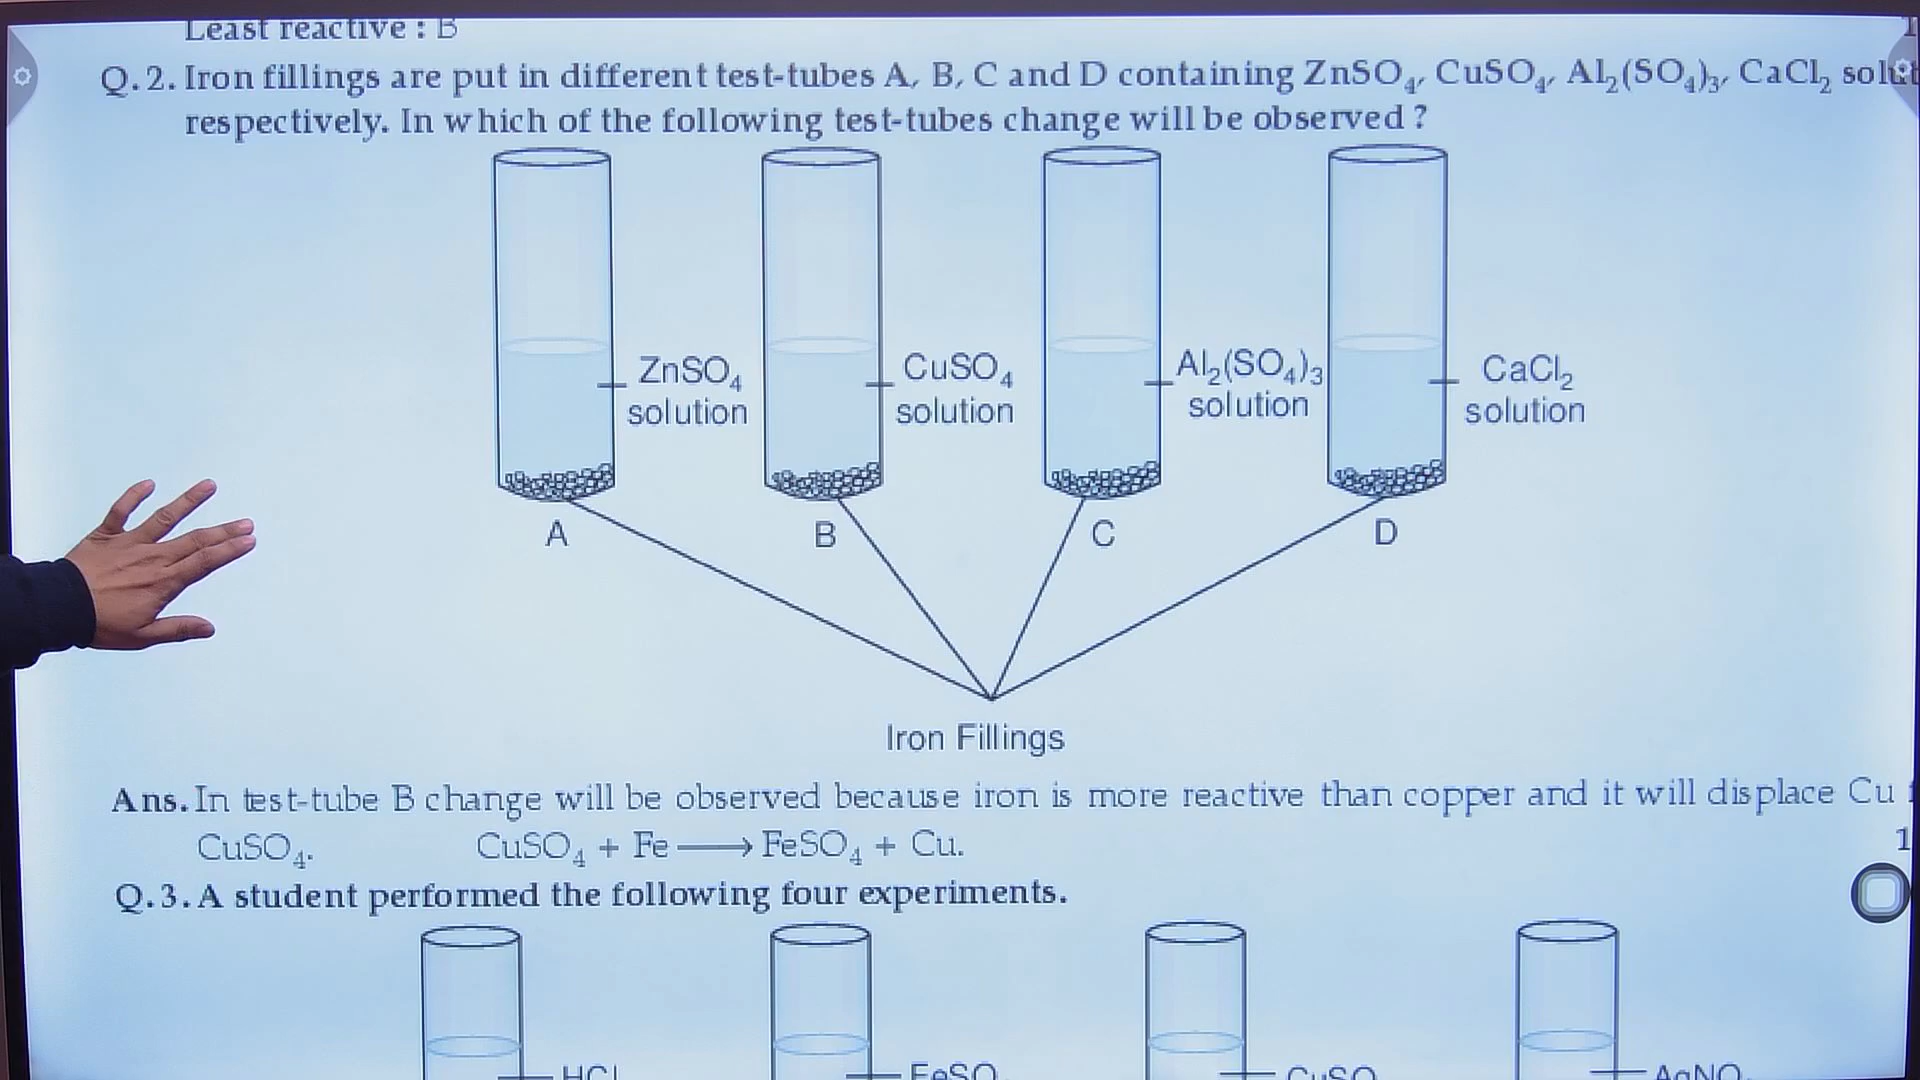 Least reactive : B
Q. 2. Iron fillings are put in different test-tubes A, B, C and D containing ZnSO₄, CuSO₄, Al₂(SO₄)₃, CaCl₂
respectively. In which of the following test-tubes change will be observed ?
ZnSO₄
solution
CuSO₄
solution
Al₂(SO₄)₃
solution
CaCl₂
solution
A B C D
Iron Fillings
Ans. In test-tube B change will be observed because iron is more reactive than copper and it will displace Cu
CuSO₄. CuSO₄ + Fe ⟶ FeSO₄ + Cu.
1
Q. 3. A student performed the following four experiments.
HCl FeSO CuSO AgNO